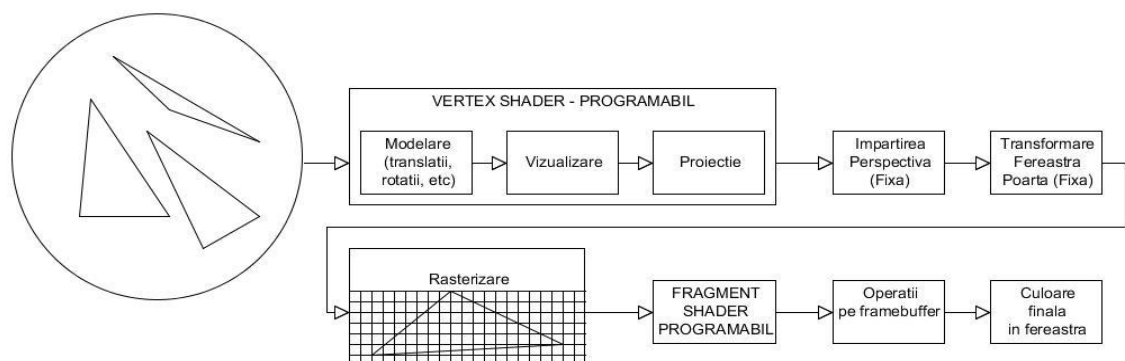 VERTEX SHADER - PROGRAMABIL
Modelare
(translatii,
rotatii, etc)
Vizualizare
Proiectie
Impartirea
Perspectiva
(Fixa)
Transformare
Fereastra
Poarta (Fixa)
Rasterizare
FRAGMENT
SHADER
PROGRAMABIL
Operatii
pe framebuffer
Culoare
finala
in fereastra